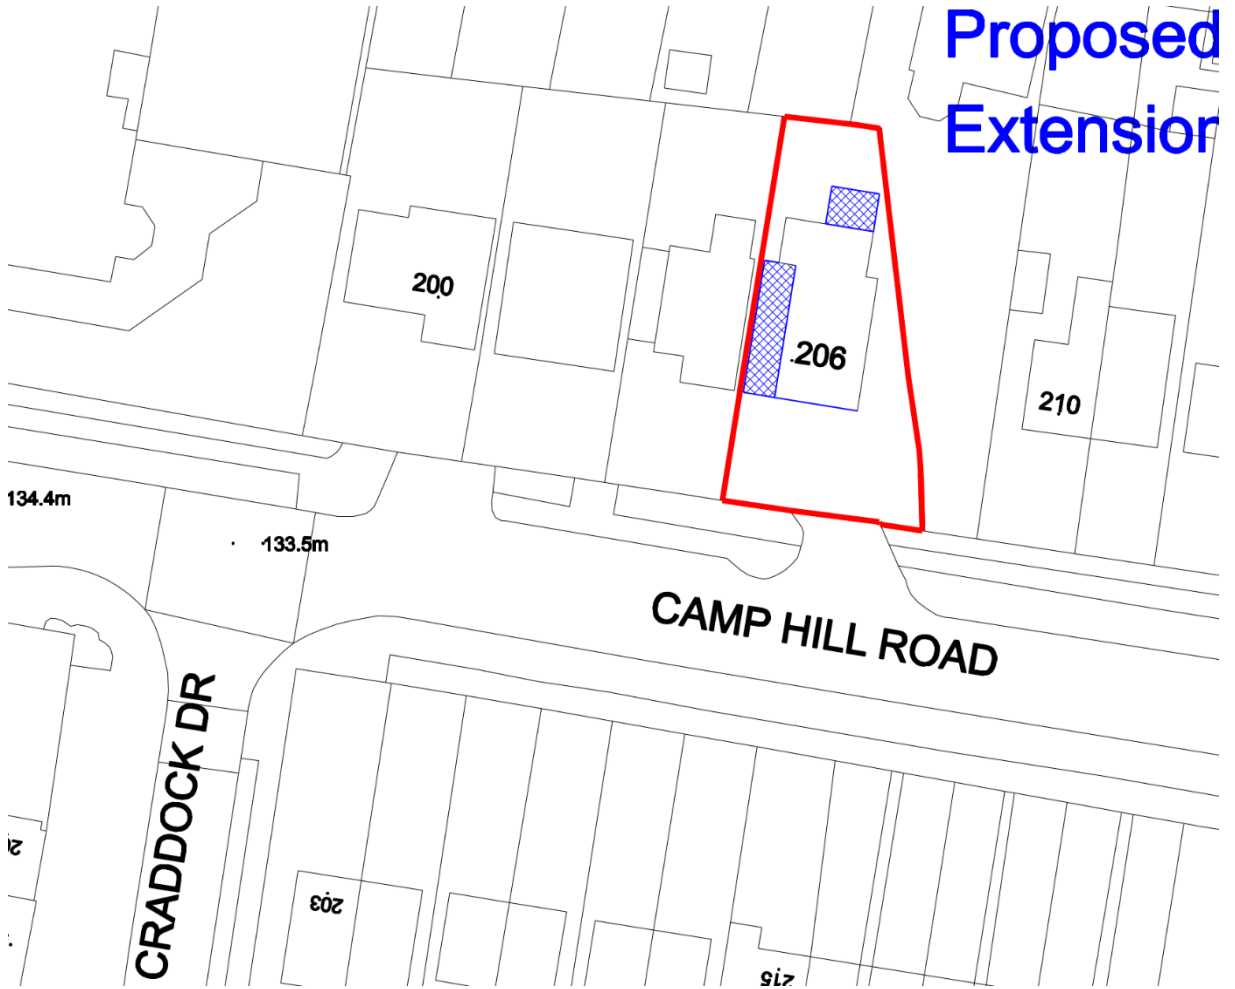 Proposed
Extension
200
206
210
134.4m
133.5m
CAMP HILL ROAD
CRADDOCK DR
203
215